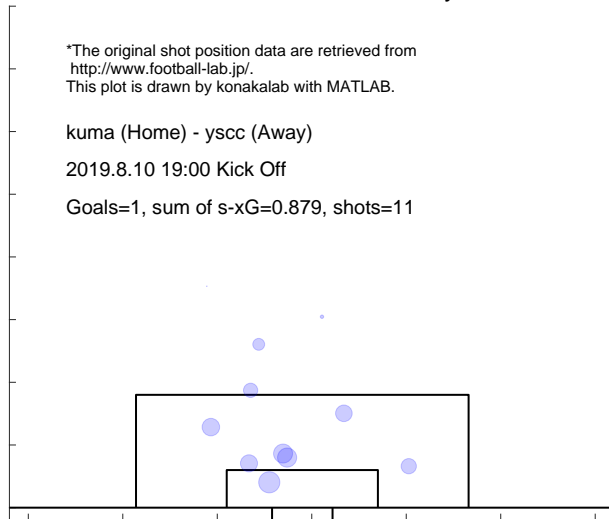 *The original shot position data are retrieved from
http://www.football-lab.jp/.
This plot is drawn by konakalab with MATLAB.
kuma (Home) - yscc (Away)
2019.8.10 19:00 Kick Off
Goals=1, sum of s-xG=0.879, shots=11